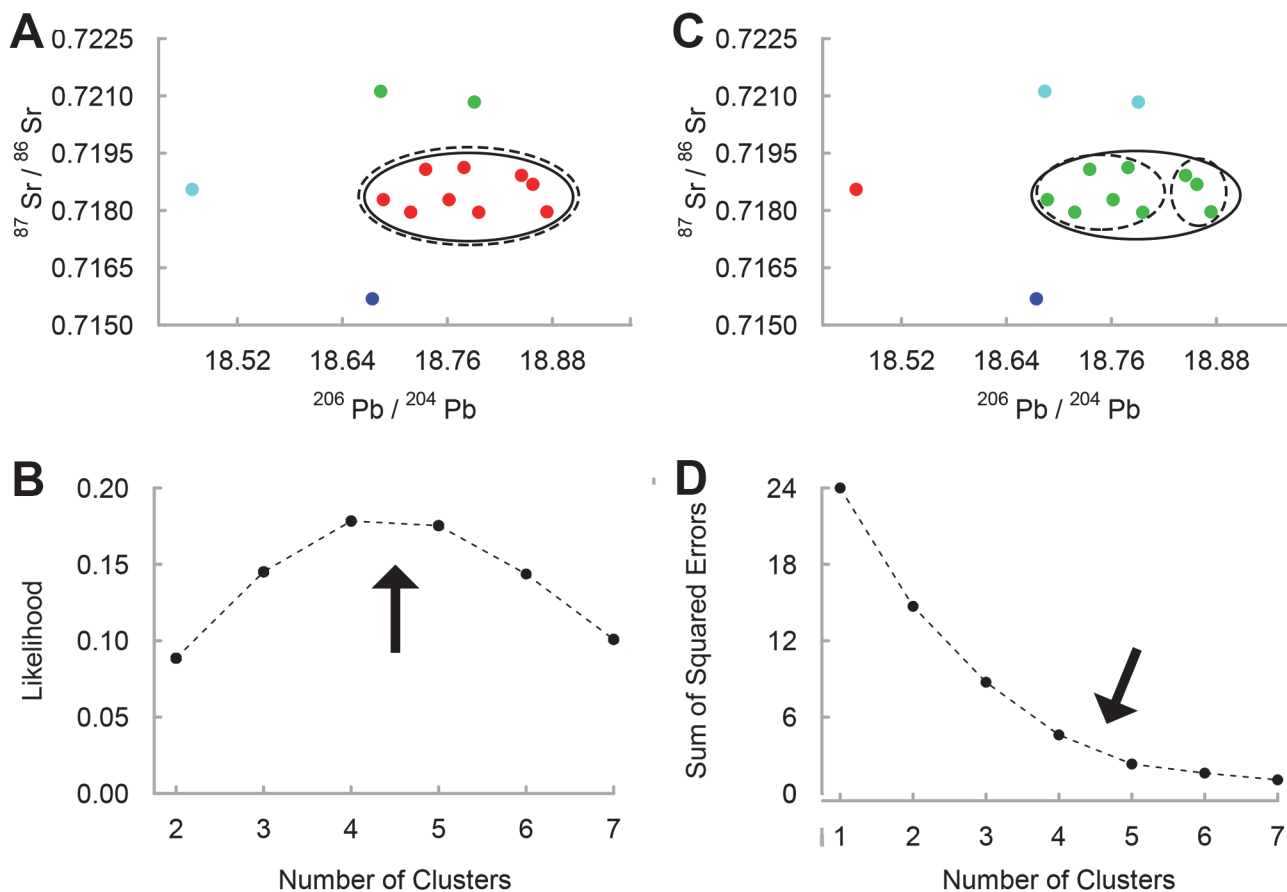 A
0.7225
0.7210
0.7195
0.7180
0.7165
0.7150
87 Sr / 86 Sr
18.52 18.64 18.76 18.88
206 Pb / 204 Pb
C
0.7225
0.7210
0.7195
0.7180
0.7165
0.7150
87 Sr / 86 Sr
18.52 18.64 18.76 18.88
206 Pb / 204 Pb
B
0.20
0.15
0.10
0.05
0.00
Likelihood
2 3 4 5 6 7
Number of Clusters
D
24
18
12
6
0
Sum of Squared Errors
1 2 3 4 5 6 7
Number of Clusters